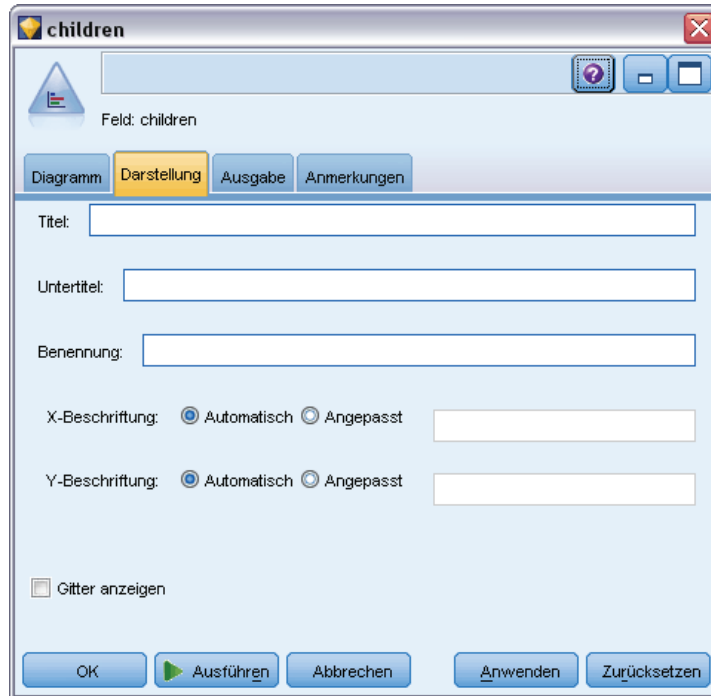 children
Feld: children
Diagramm Darstellung Ausgabe Anmerkungen
Titel:
Untertitel:
Benennung:
X-Beschriftung: Automatisch Angepasst
Y-Beschriftung: Automatisch Angepasst
Gitter anzeigen
OK Ausführen Abbrechen Anwenden Zurücksetzen